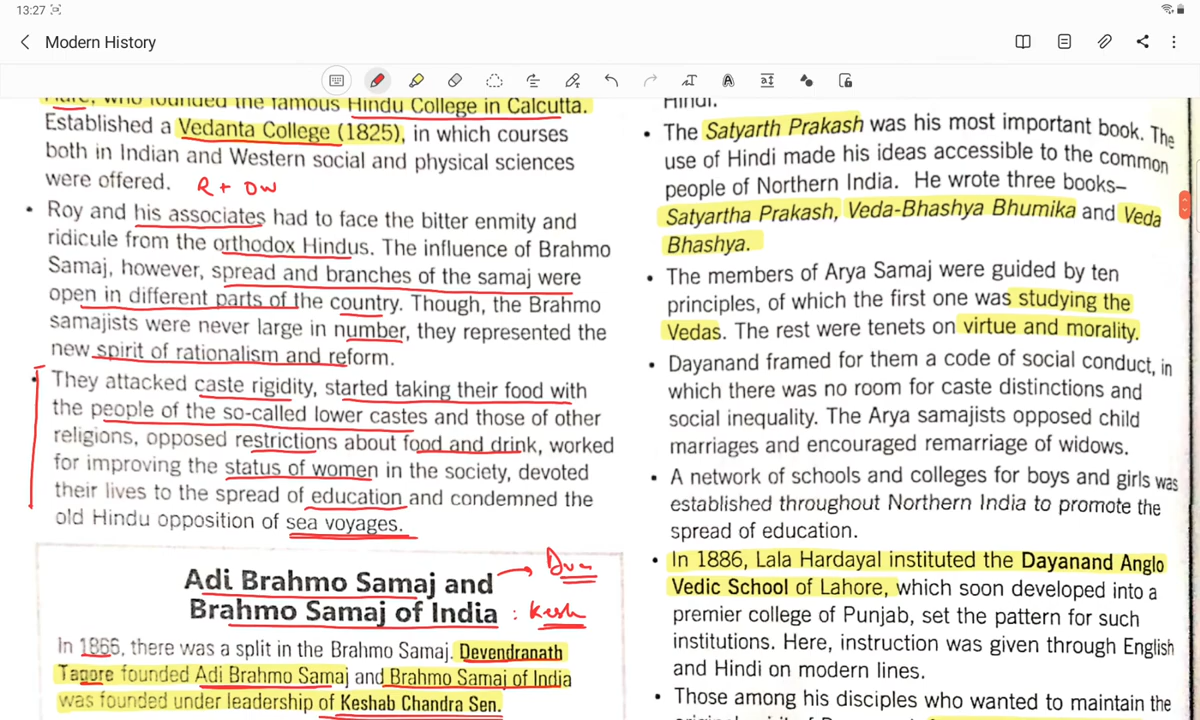 13:27
Modern History
Hare, who founded the famous Hindu College in Calcutta.
Established a Vedanta College (1825), in which courses
both in Indian and Western social and physical sciences
were offered. R + OW
• Roy and his associates had to face the bitter enmity and
ridicule from the orthodox Hindus. The influence of Brahmo
Samaj, however, spread and branches of the samaj were
open in different parts of the country. Though, the Brahmo
samajists were never large in number, they represented the
new spirit of rationalism and reform.
• They attacked caste rigidity, started taking their food with
the people of the so-called lower castes and those of other
religions, opposed restrictions about food and drink, worked
for improving the status of women in the society, devoted
their lives to the spread of education and condemned the
old Hindu opposition of sea voyages.
Adi Brahmo Samaj and
Brahmo Samaj of India : Kesh
In 1866, there was a split in the Brahmo Samaj. Devendranath
Tagore founded Adi Brahmo Samaj and Brahmo Samaj of India
was founded under leadership of Keshab Chandra Sen.
Hindi.
• The Satyarth Prakash was his most important book. The
use of Hindi made his ideas accessible to the common
people of Northern India. He wrote three books–
Satyartha Prakash, Veda-Bhashya Bhumika and Veda
Bhashya.
• The members of Arya Samaj were guided by ten
principles, of which the first one was studying the
Vedas. The rest were tenets on virtue and morality.
• Dayanand framed for them a code of social conduct, in
which there was no room for caste distinctions and
social inequality. The Arya samajists opposed child
marriages and encouraged remarriage of widows.
• A network of schools and colleges for boys and girls was
established throughout Northern India to promote the
spread of education.
• In 1886, Lala Hardayal instituted the Dayanand Anglo
Vedic School of Lahore, which soon developed into a
premier college of Punjab, set the pattern for such
institutions. Here, instruction was given through English
and Hindi on modern lines.
• Those among his disciples who wanted to maintain the